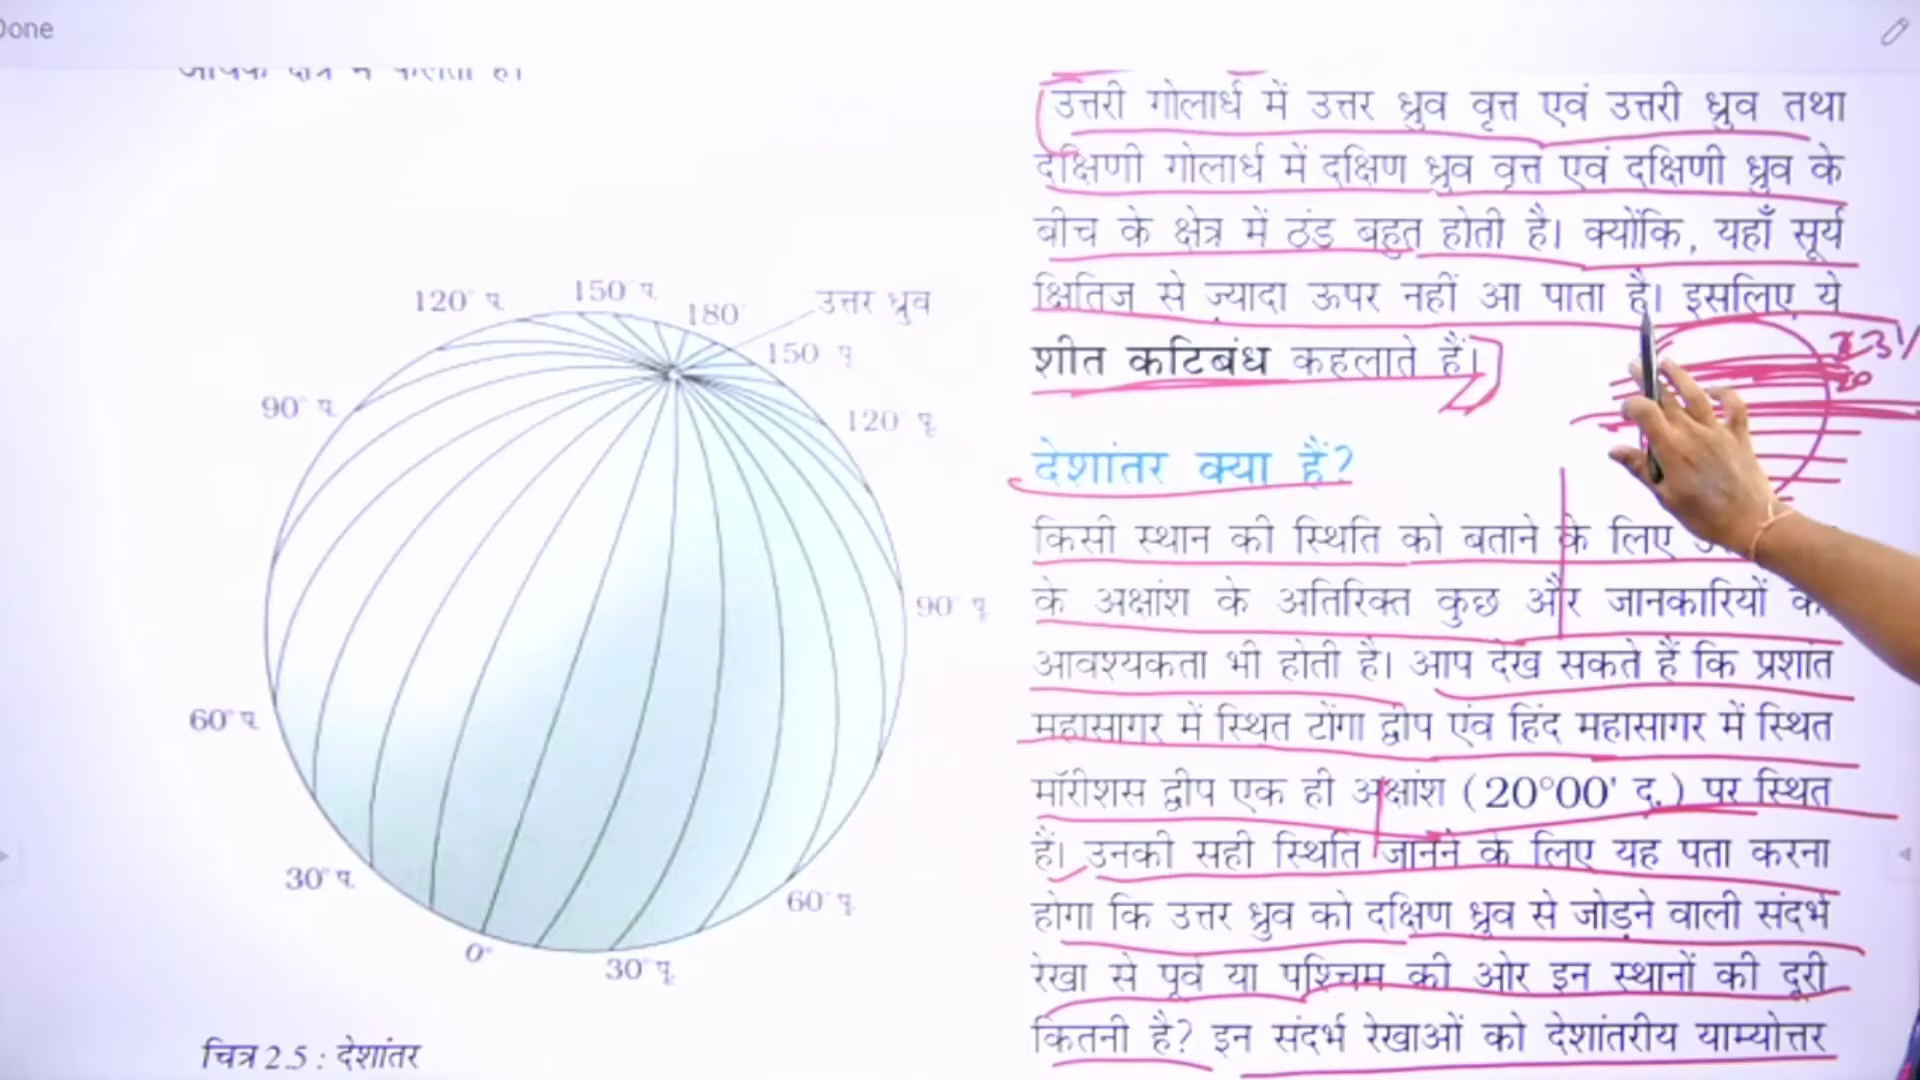 Done
उत्तरी गोलार्ध में उत्तर ध्रुव वृत्त एवं उत्तरी ध्रुव तथा
दक्षिणी गोलार्ध में दक्षिण ध्रुव वृत्त एवं दक्षिणी ध्रुव के
बीच के क्षेत्र में ठंड बहुत होती है। क्योंकि, यहाँ सूर्य
क्षितिज से ज़्यादा ऊपर नहीं आ पाता है। इसलिए ये
शीत कटिबंध कहलाते हैं।
देशांतर क्या हैं?
किसी स्थान की स्थिति को बताने के लिए
के अक्षांश के अतिरिक्त कुछ और जानकारियों
आवश्यकता भी होती है। आप देख सकते हैं कि प्रशांत
महासागर में स्थित टोंगा द्वीप एंव हिंद महासागर में स्थित
मॉरीशस द्वीप एक ही अक्षांश (20°00' द.) पर स्थित
हैं। उनकी सही स्थिति जानने के लिए यह पता करना
होगा कि उत्तर ध्रुव को दक्षिण ध्रुव से जोड़ने वाली संदर्भ
रेखा से पूर्व या पश्चिम की ओर इन स्थानों की दूरी
कितनी है? इन संदर्भ रेखाओं को देशांतरीय याम्योत्तर
120° प.
150° प.
180°
उत्तर ध्रुव
150° पू.
90° प.
120° पू.
90° पू.
60° प.
30° प.
60° पू.
0°
30° पू.
चित्र 2.5 : देशांतर